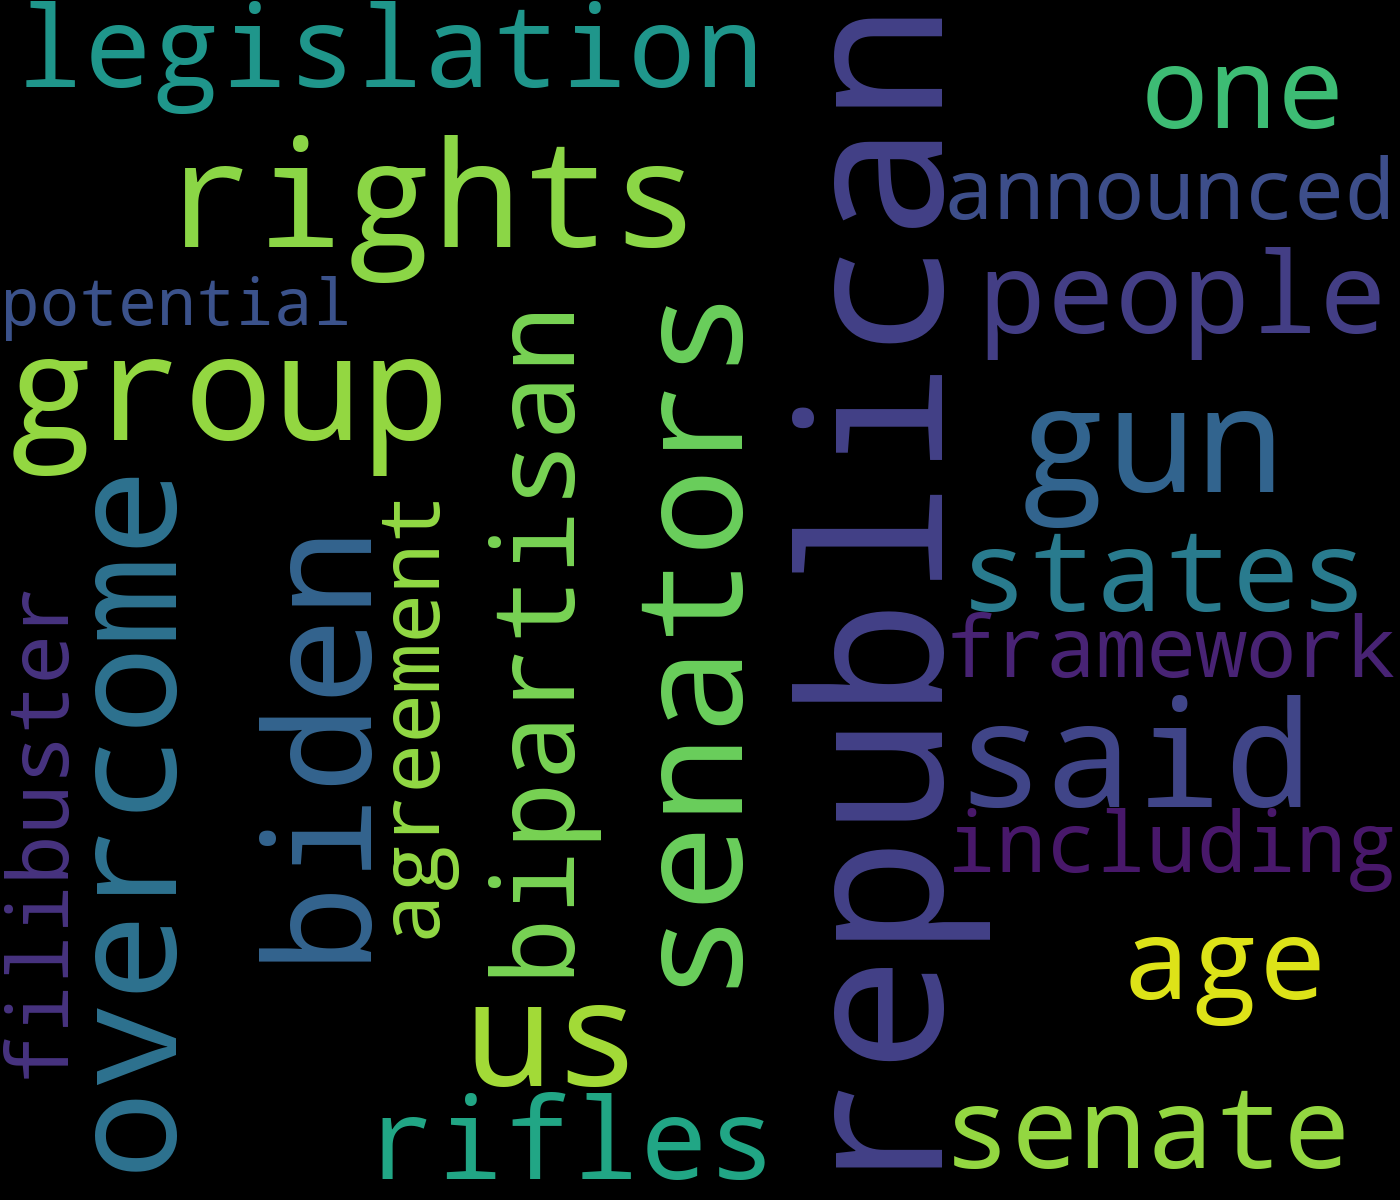 legislation
one
rights
announced
people
potential
group
gun
republican
bipartisan
senators
overcome
agreement
biden
states
framework
filibuster
said
including
age
us
rifles
senate